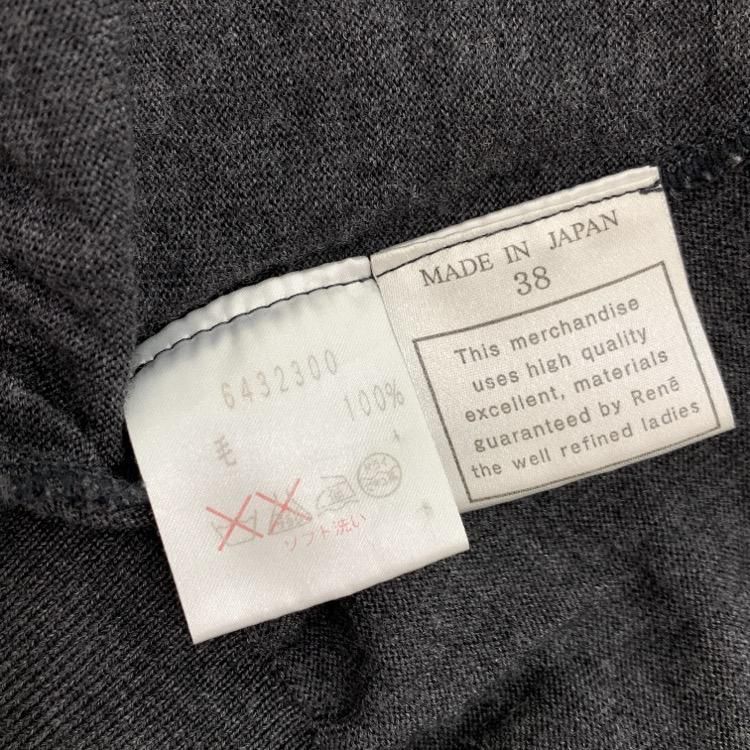 6432300
毛 100%
ソフト洗い
MADE IN JAPAN
38
This merchandise
uses high quality
excellent, materials
guaranteed by René
the well refined ladies